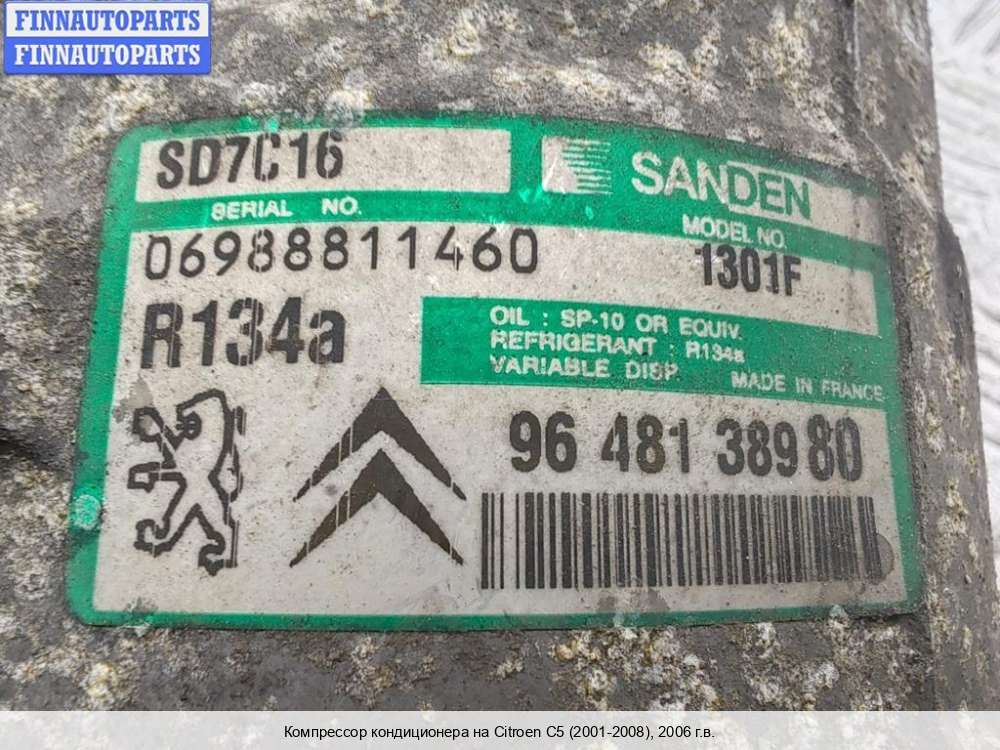 FINNAUTOPARTS
FINNAUTOPARTS
SD7C16
SANDEN
SERIAL NO.
MODEL NO.
06988811460
1301F
R134a
OIL : SP-10 OR EQUIV.
REFRIGERANT : R134a
VARIABLE DISP.
MADE IN FRANCE
96 481 389 80
Компрессор кондиционера на Citroen C5 (2001-2008), 2006 г.в.